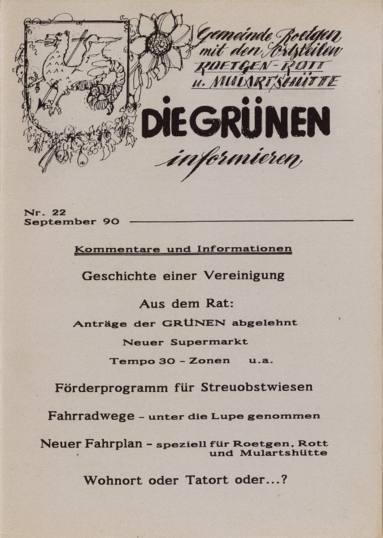 Gemeinde Roetgen
mit den Ortsteilen
ROETGEN-ROTT
u. MULARTSHÜTTE
DIE GRÜNEN
informieren
Nr. 22
September 90
Kommentare und Informationen
Geschichte einer Vereinigung
Aus dem Rat:
Anträge der GRÜNEN abgelehnt
Neuer Supermarkt
Tempo 30 - Zonen u.a.
Förderprogramm für Streuobstwiesen
Fahrradwege - unter die Lupe genommen
Neuer Fahrplan - speziell für Roetgen, Rott
und Mulartshütte
Wohnort oder Tatort oder...?